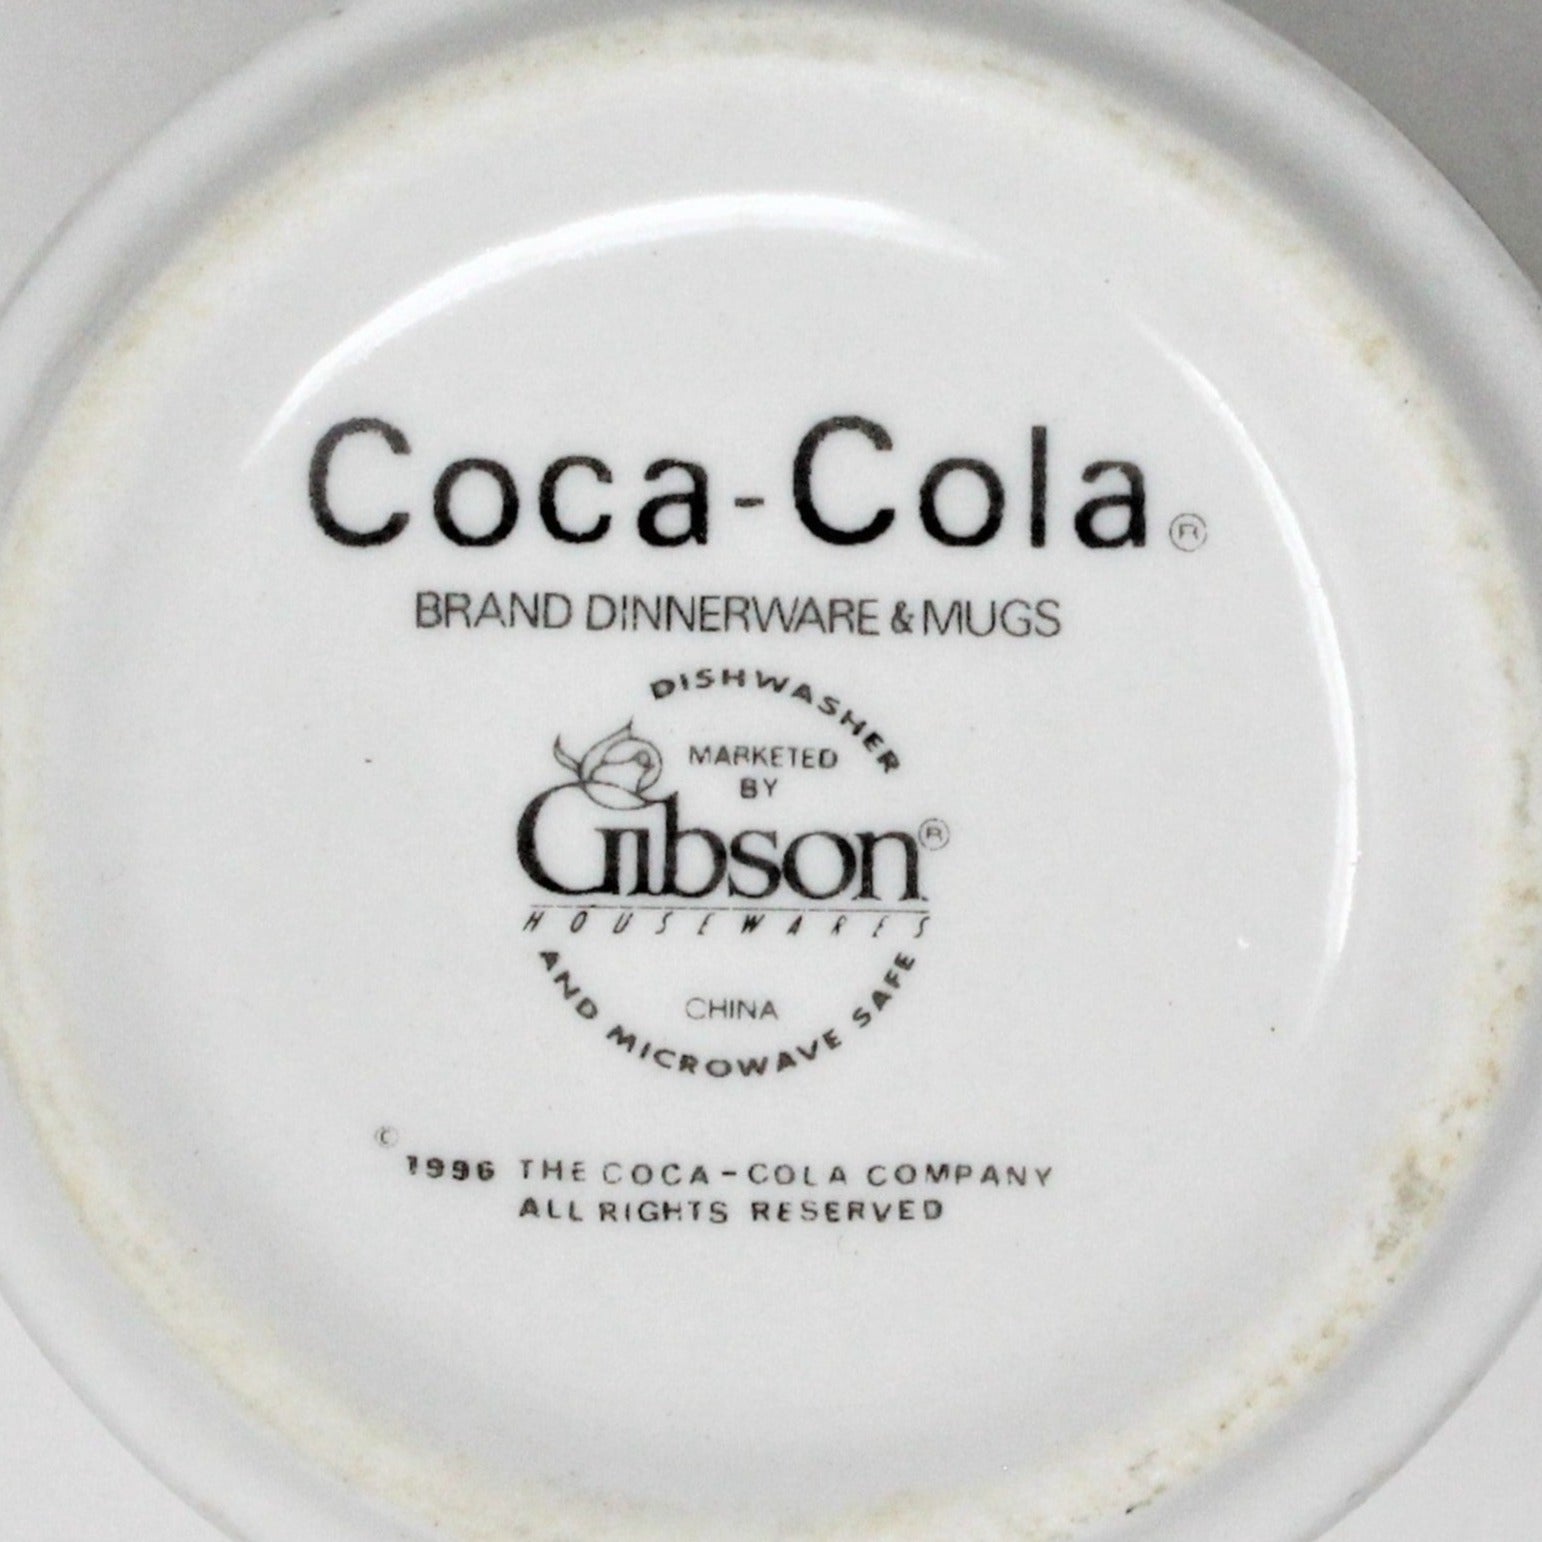 Coca-Cola®
BRAND DINNERWARE & MUGS
DISHWASHER
MARKETED
BY
Gibson®
HOUSEWARES
CHINA
AND MICROWAVE SAFE
© 1996 THE COCA-COLA COMPANY
ALL RIGHTS RESERVED